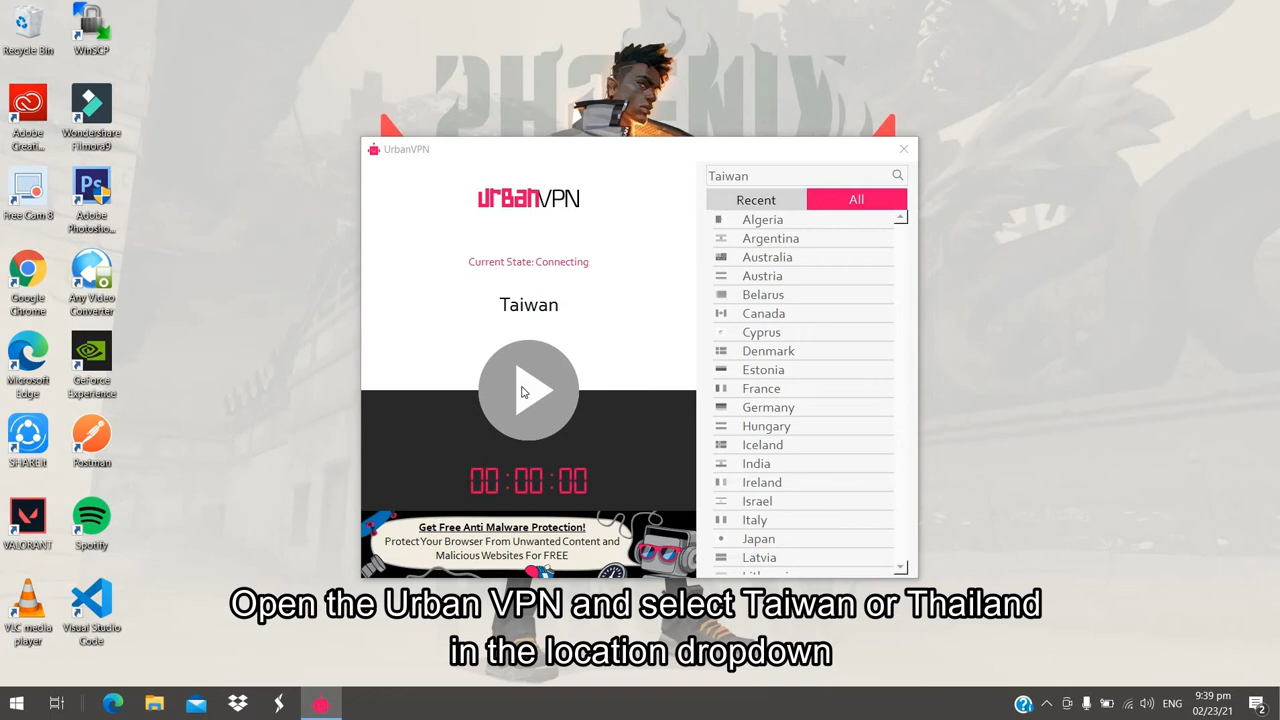 Recycle Bin
WinSCP
PHOENIX
Adobe
Creati...
Wondershare
Filmora9
Free Cam 8
Adobe
Photosho...
Google
Chrome
Any Video
Converter
Microsoft
Edge
GeForce
Experience
SHAREit
Postman
VALORANT
Spotify
VLC media
player
Visual Studio
Code
UrbanVPN
urbanVPN
Current State: Connecting
Taiwan
00:00:00
Get Free Anti Malware Protection!
Protect Your Browser From Unwanted Content and
Malicious Websites For FREE
Taiwan
Recent All
Algeria
Argentina
Australia
Austria
Belarus
Canada
Cyprus
Denmark
Estonia
France
Germany
Hungary
Iceland
India
Ireland
Israel
Italy
Japan
Latvia
Open the Urban VPN and select Taiwan or Thailand
in the location dropdown
ENG
9:39 pm
02/23/21
2